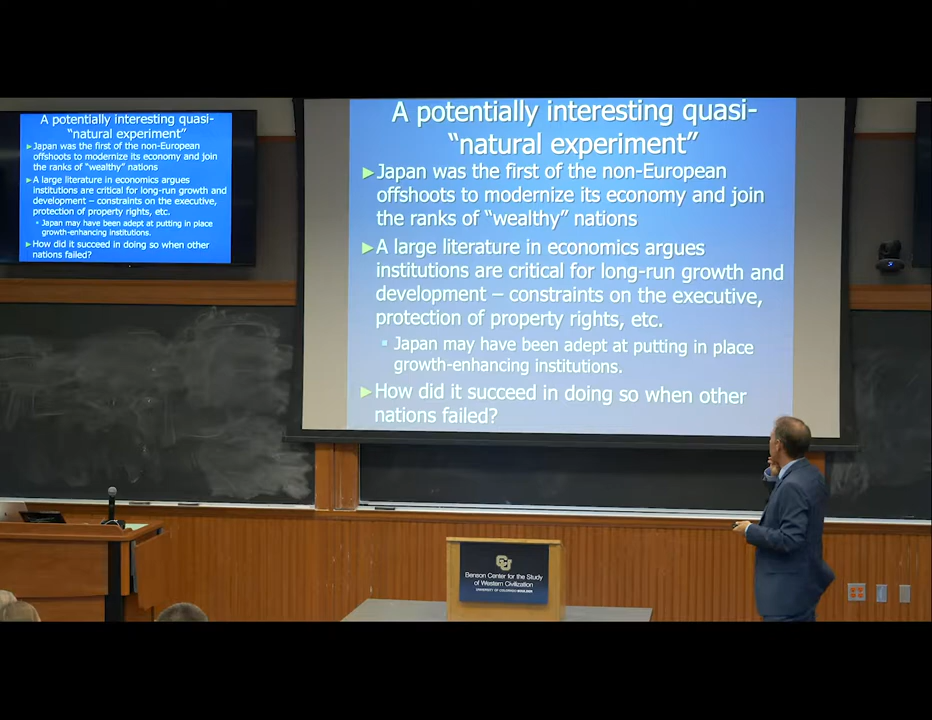 A potentially interesting quasi-
“natural experiment”
Japan was the first of the non-European
offshoots to modernize its economy and join
the ranks of “wealthy” nations
A large literature in economics argues
institutions are critical for long-run growth and
development – constraints on the executive,
protection of property rights, etc.
Japan may have been adept at putting in place
growth-enhancing institutions.
How did it succeed in doing so when other
nations failed?
A potentially interesting quasi-
“natural experiment”
Japan was the first of the non-European
offshoots to modernize its economy and join
the ranks of “wealthy” nations
A large literature in economics argues
institutions are critical for long-run growth and
development – constraints on the executive,
protection of property rights, etc.
Japan may have been adept at putting in place
growth-enhancing institutions.
How did it succeed in doing so when other
nations failed?
CU
Benson Center for the Study
of Western Civilization
UNIVERSITY OF COLORADO BOULDER